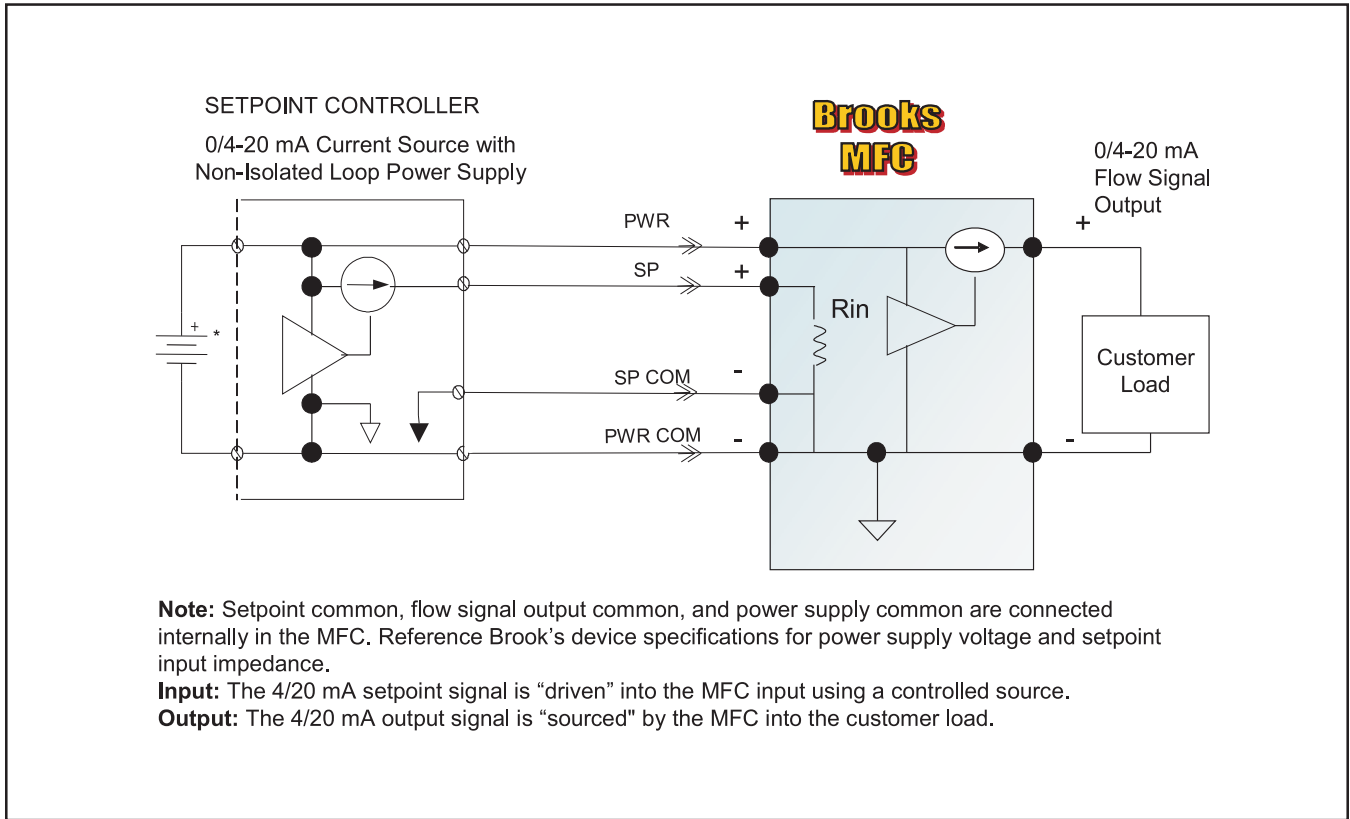 SETPOINT CONTROLLER
0/4-20 mA Current Source with
Non-Isolated Loop Power Supply
Brooks
MFC
0/4-20 mA
Flow Signal
Output
PWR
+
+
SP
+
Rin
+
*
Customer
Load
SP COM
-
PWR COM
-
-
Note: Setpoint common, flow signal output common, and power supply common are connected
internally in the MFC. Reference Brook's device specifications for power supply voltage and setpoint
input impedance.
Input: The 4/20 mA setpoint signal is “driven” into the MFC input using a controlled source.
Output: The 4/20 mA output signal is “sourced" by the MFC into the customer load.